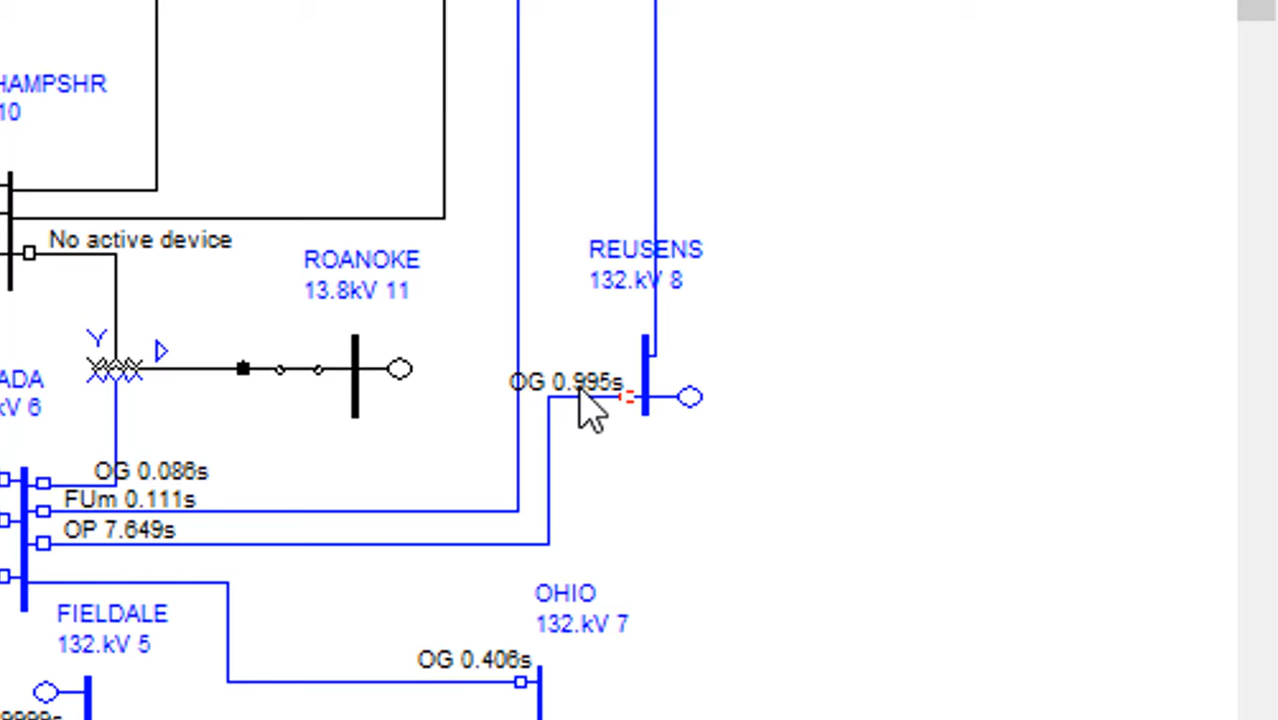 HAMPSHR
10
No active device
ROANOKE
13.8kV 11
REUSENS
132.kV 8
Y
ADA
kV 6
OG 0.995s
OG 0.086s
FUm 0.111s
OP 7.649s
FIELDALE
132.kV 5
OHIO
132.kV 7
OG 0.406s